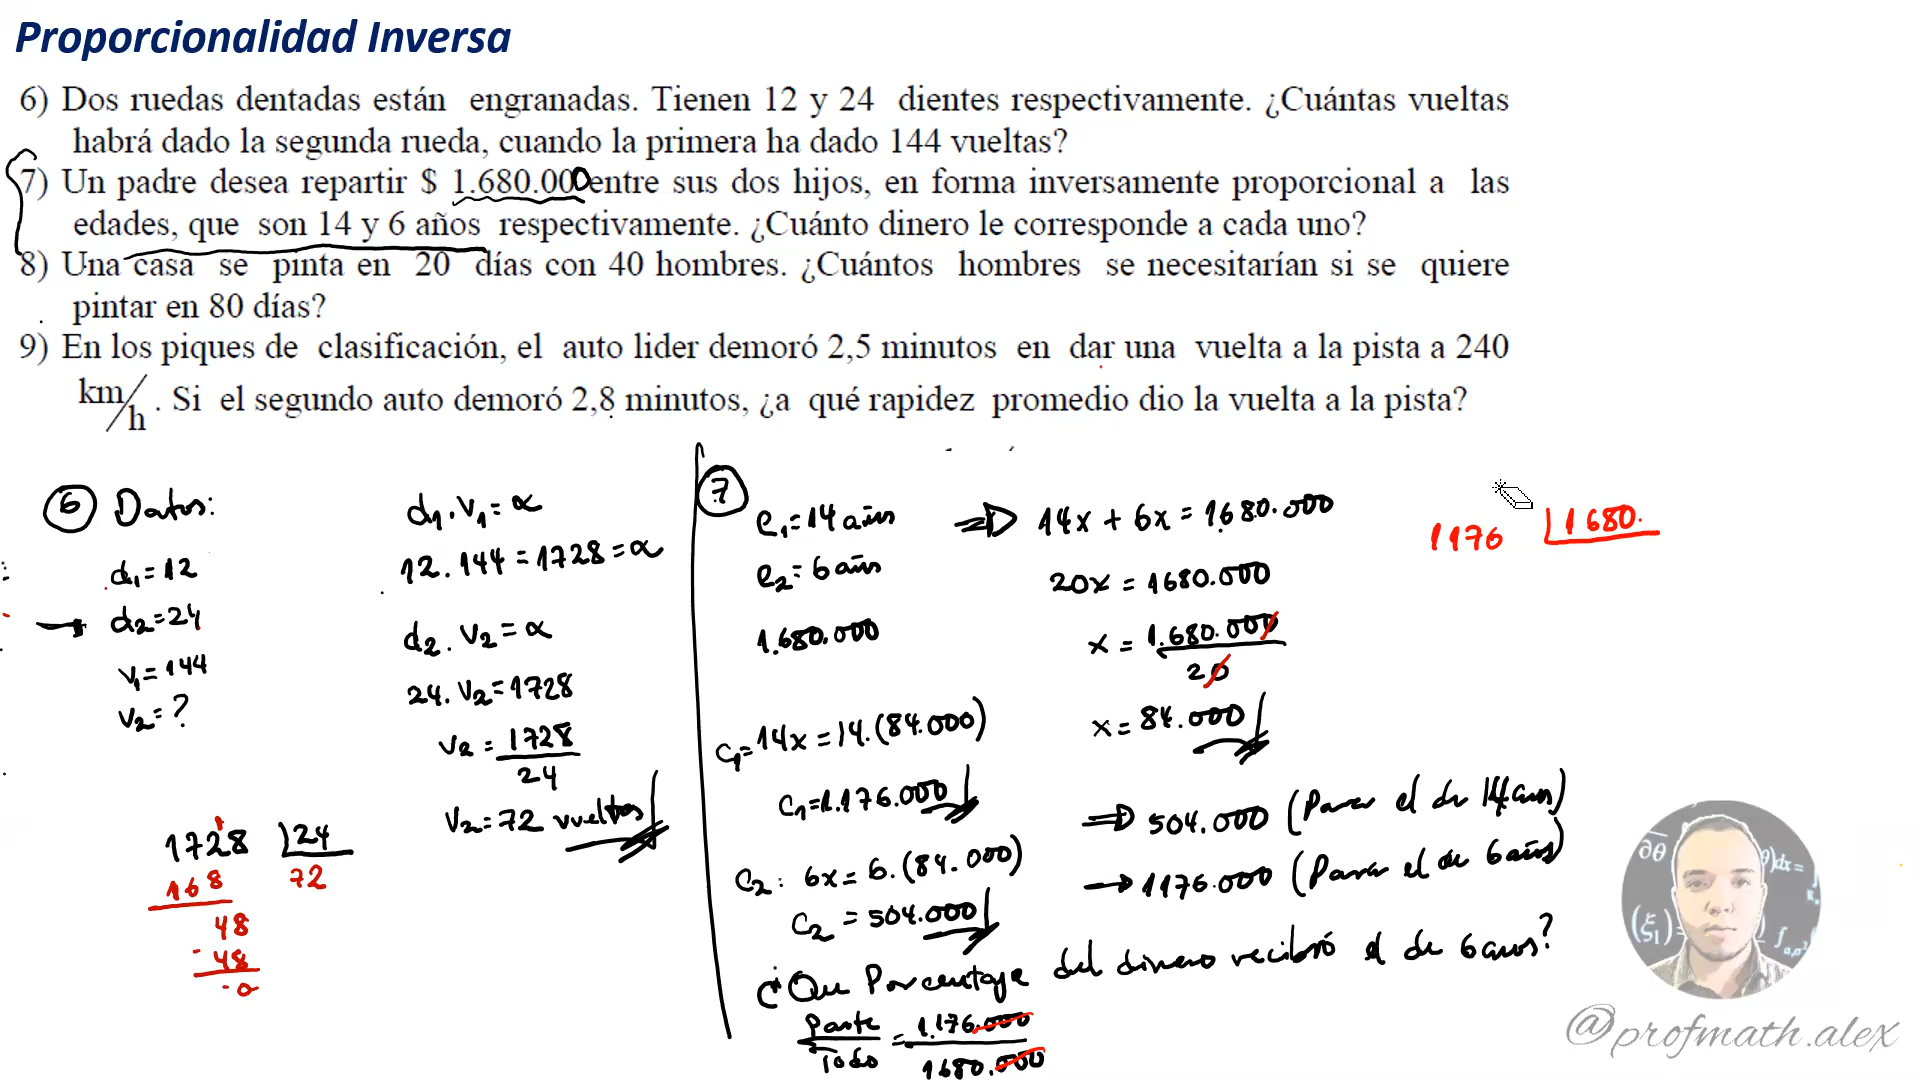 Proporcionalidad Inversa
6) Dos ruedas dentadas están engranadas. Tienen 12 y 24 dientes respectivamente. ¿Cuántas vueltas
habrá dado la segunda rueda, cuando la primera ha dado 144 vueltas?
7) Un padre desea repartir $ 1.680.000 entre sus dos hijos, en forma inversamente proporcional a las
edades, que son 14 y 6 años respectivamente. ¿Cuánto dinero le corresponde a cada uno?
8) Una casa se pinta en 20 días con 40 hombres. ¿Cuántos hombres se necesitarían si se quiere
pintar en 80 días?
9) En los piques de clasificación, el auto lider demoró 2,5 minutos en dar una vuelta a la pista a 240
km/h. Si el segundo auto demoró 2,8 minutos, ¿a qué rapidez promedio dio la vuelta a la pista?
6 Datos:
d1=12
d2=24
V1=144
V2=?
1728 24
168 72
48
-48
-0
d1.V1=α
12.144=1728=α
d2.V2=α
24.V2=1728
V2=1728/24
V2=72 vueltas
7
e1=14 años
e2=6 años
1.680.000
⇒ 14x+6x=1680.000
20x=1680.000
x=1.680.000/20
x=84.000
C1=14x=14.(84.000)
C1=1.176.000
C2: 6x=6.(84.000)
C2=504.000
⇒ 504.000 (Para el de 14 años)
→ 1176.000 (Para el de 6 años)
¿Que Porcentaje del dinero recibió el de 6 años?
Parte/Todo=1.176.000/1680.000
1176 1680.
@profmath.alex